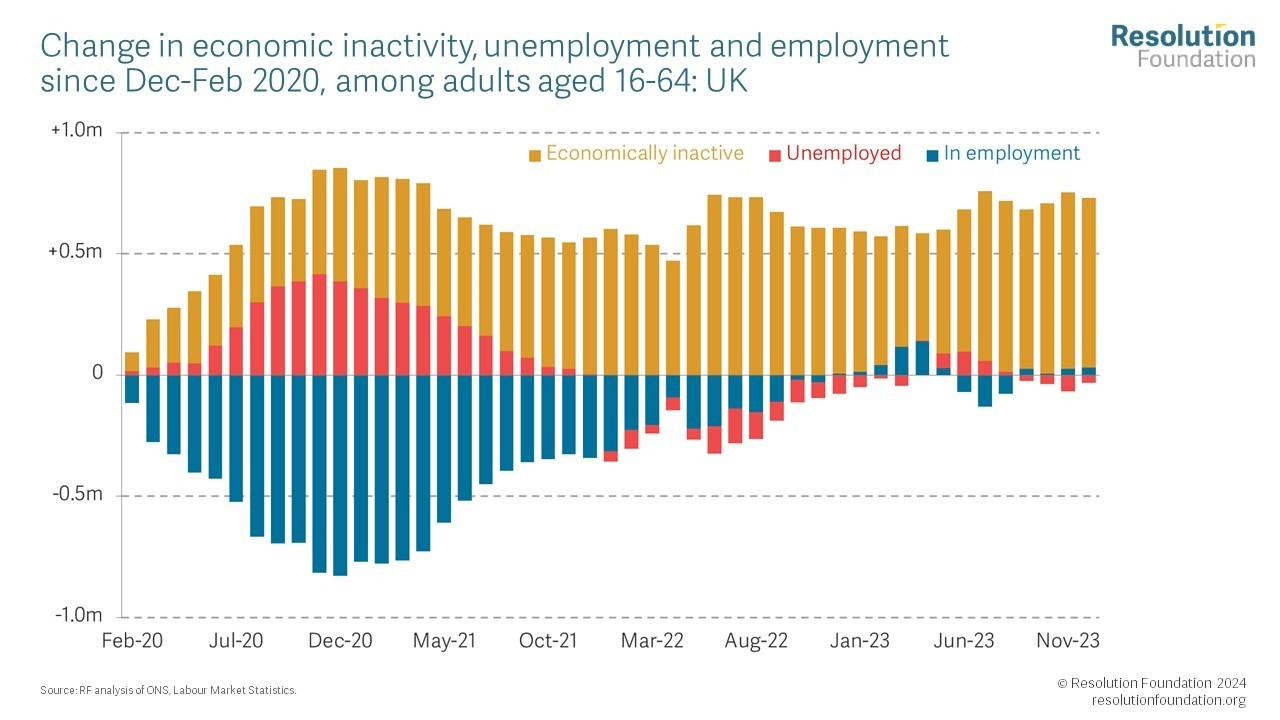 Change in economic inactivity, unemployment and employment
since Dec-Feb 2020, among adults aged 16-64: UK
Resolution
Foundation
+1.0m
Economically inactive
Unemployed
In employment
+0.5m
0
-0.5m
-1.0m
Feb-20
Jul-20
Dec-20
May-21
Oct-21
Mar-22
Aug-22
Jan-23
Jun-23
Nov-23
Source: RF analysis of ONS, Labour Market Statistics.
© Resolution Foundation 2024
resolutionfoundation.org